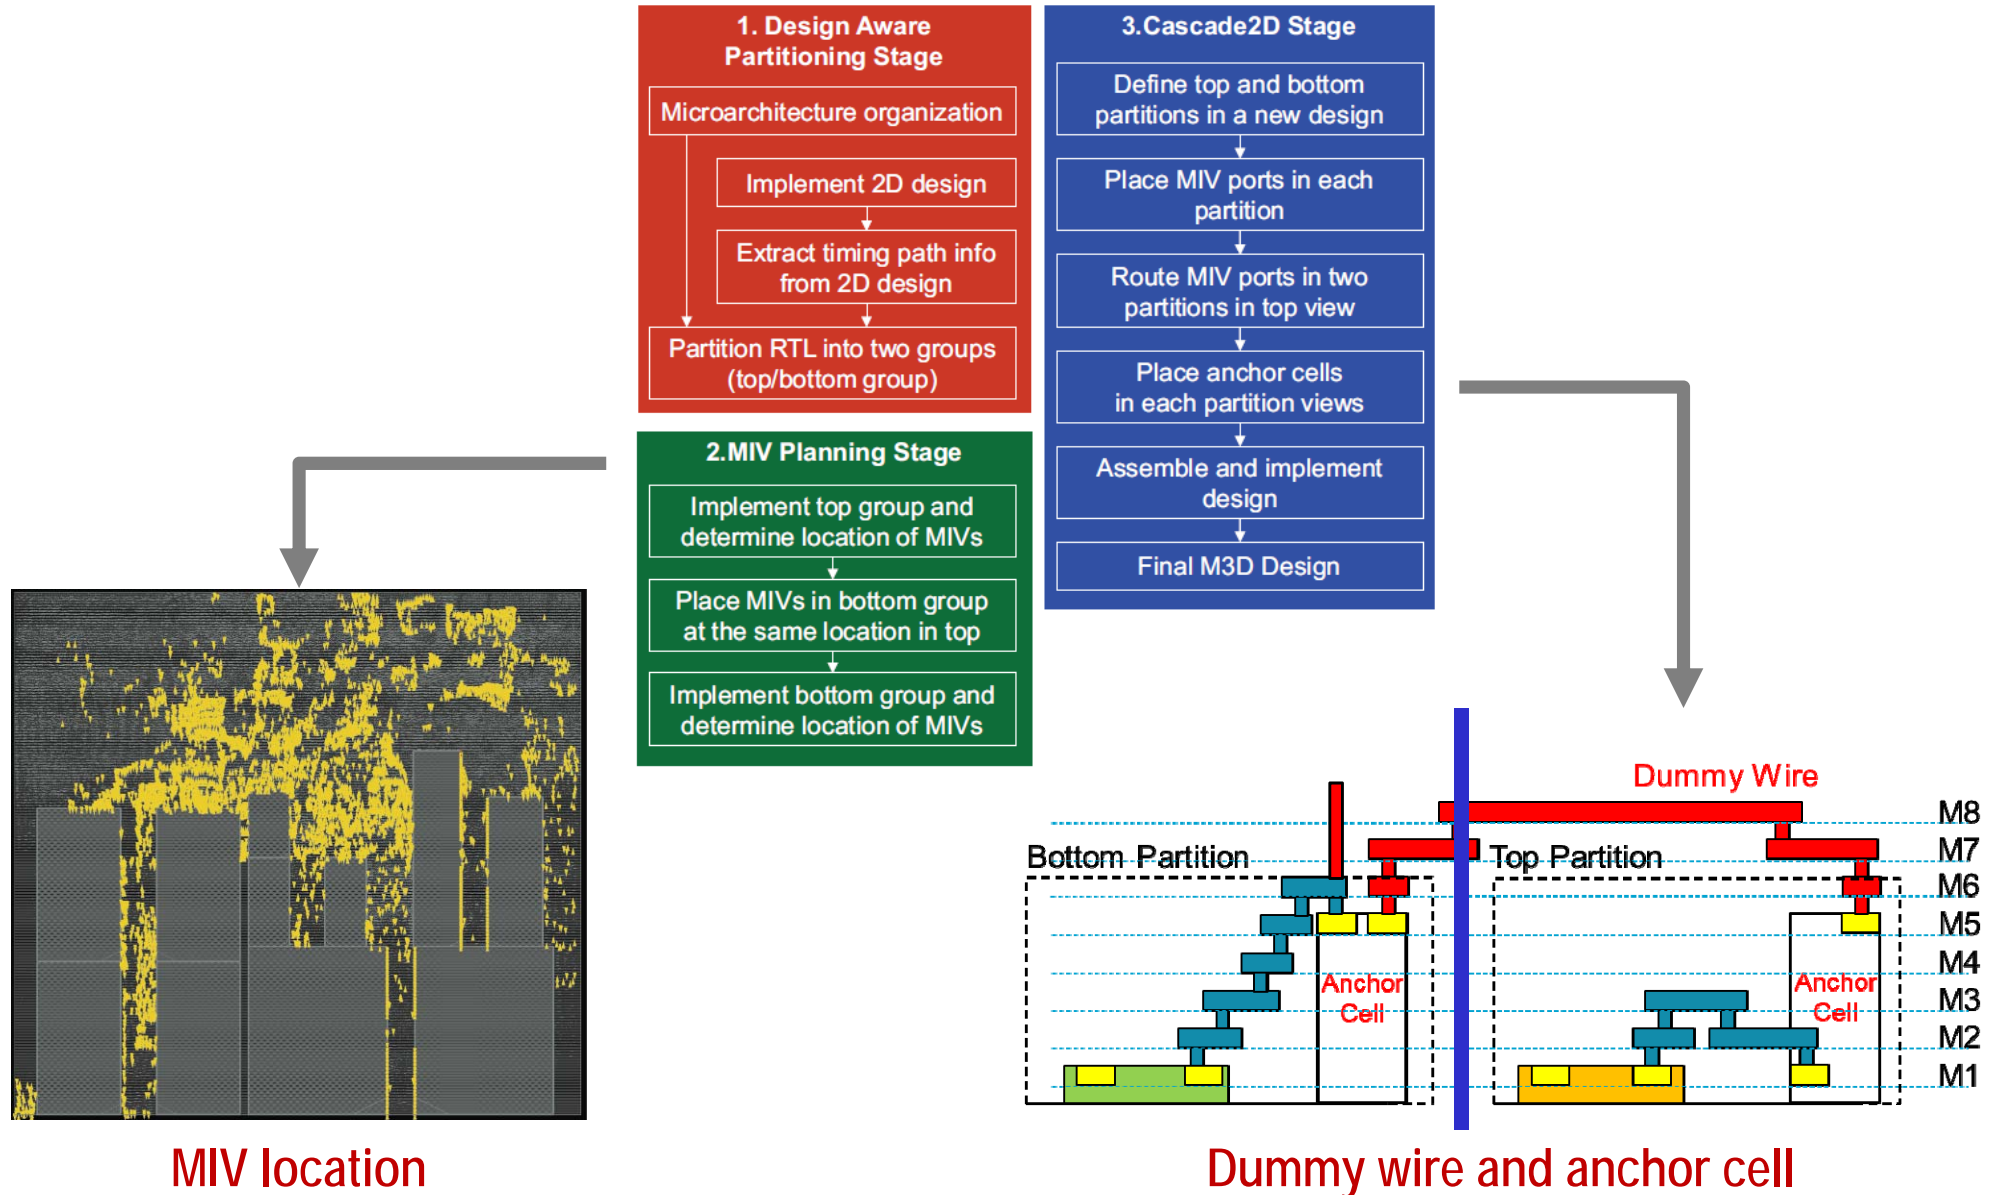 1. Design Aware
Partitioning Stage
Microarchitecture organization
Implement 2D design
Extract timing path info
from 2D design
Partition RTL into two groups
(top/bottom group)
2.MIV Planning Stage
Implement top group and
determine location of MIVs
Place MIVs in bottom group
at the same location in top
Implement bottom group and
determine location of MIVs
3.Cascade2D Stage
Define top and bottom
partitions in a new design
Place MIV ports in each
partition
Route MIV ports in two
partitions in top view
Place anchor cells
in each partition views
Assemble and implement
design
Final M3D Design
MIV location
Dummy Wire
Bottom Partition
Top Partition
M8
M7
M6
M5
M4
M3
M2
M1
Anchor
Cell
Anchor
Cell
Dummy wire and anchor cell